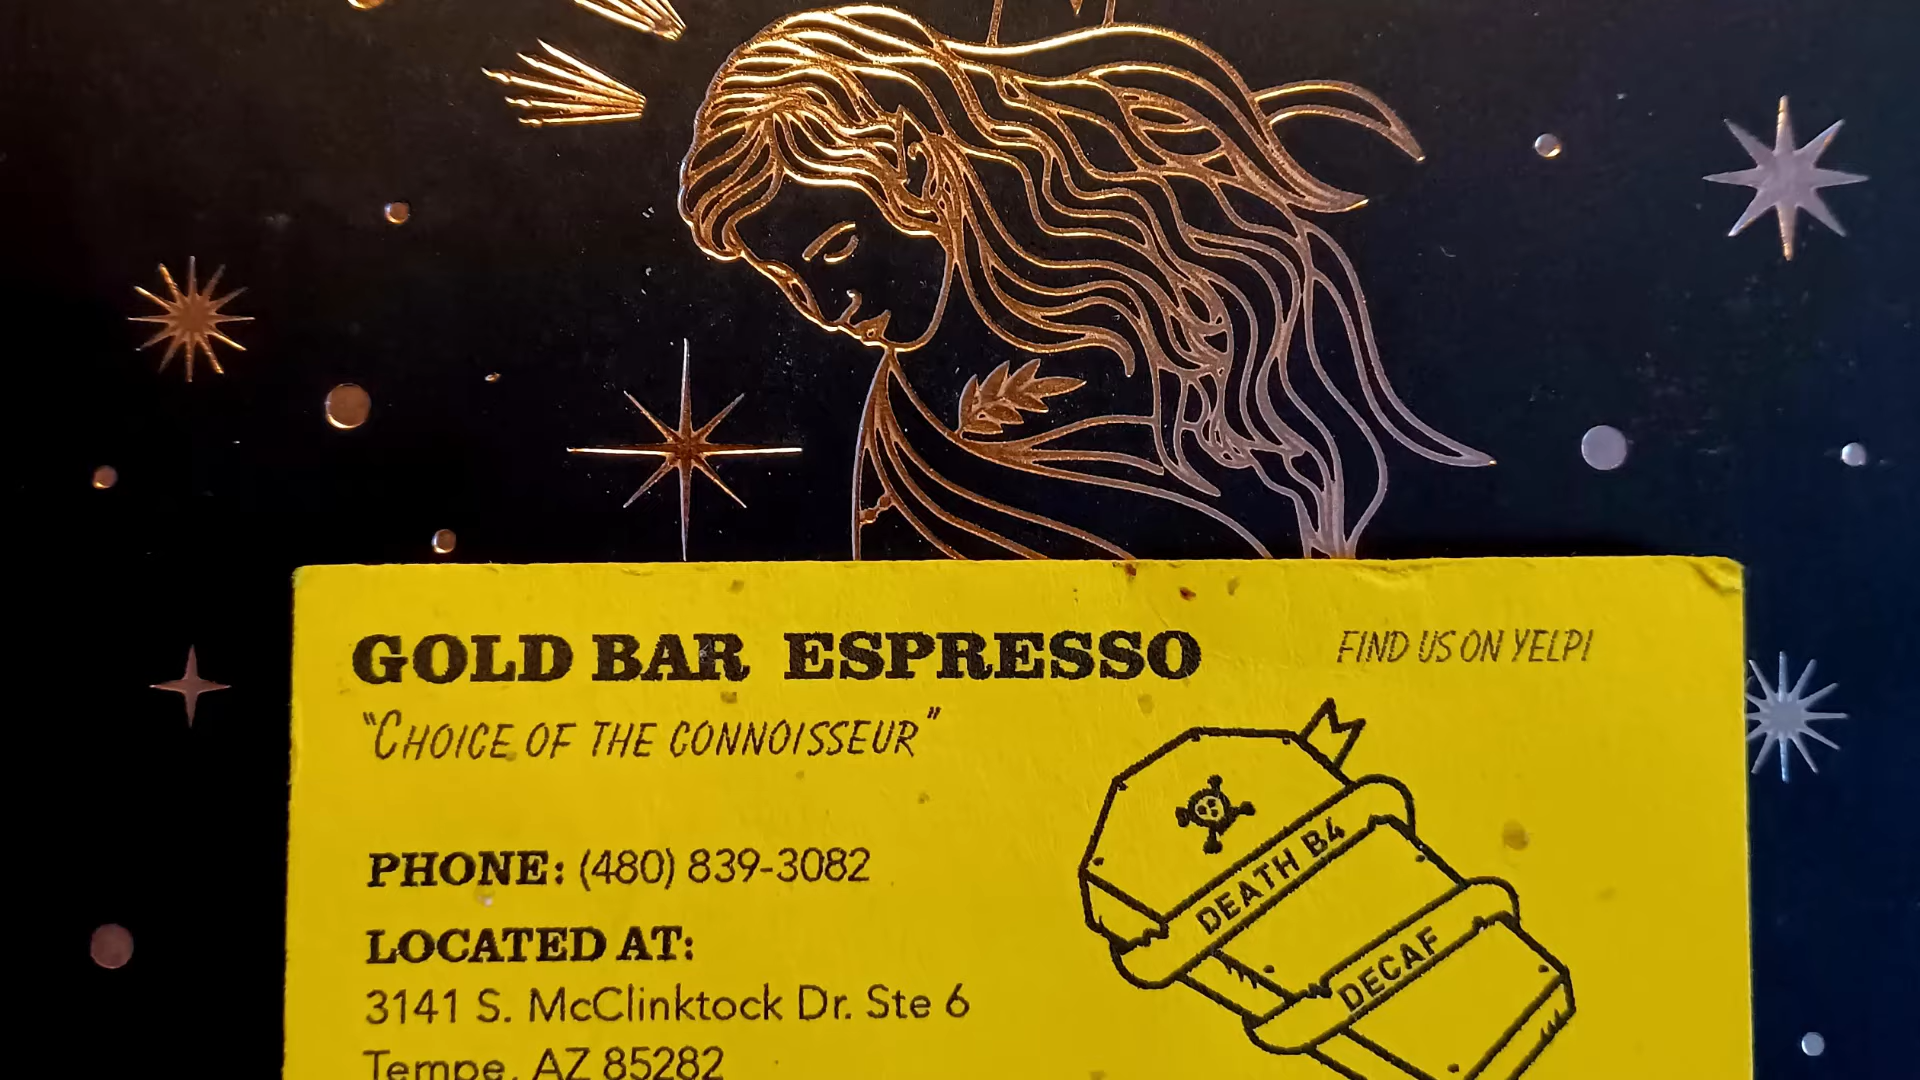 GOLD BAR ESPRESSO
FIND US ON YELP!
"CHOICE OF THE CONNOISSEUR"
PHONE: (480) 839-3082
LOCATED AT:
3141 S. McClinktock Dr. Ste 6
Tempe, AZ 85282
DEATH B4
DECAF